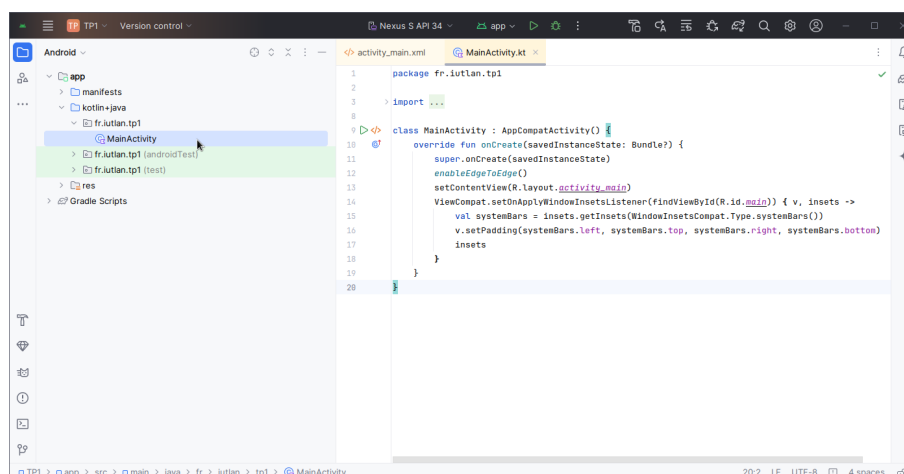 TP TP1 Version control Nexus S API 34 app
Android
app
manifests
kotlin+java
fr.iutlan.tp1
MainActivity
fr.iutlan.tp1 (androidTest)
fr.iutlan.tp1 (test)
res
Gradle Scripts
activity_main.xml MainActivity.kt
1 package fr.iutlan.tp1
2
3 import ...
8
9 class MainActivity : AppCompatActivity() {
10 override fun onCreate(savedInstanceState: Bundle?) {
11 super.onCreate(savedInstanceState)
12 enableEdgeToEdge()
13 setContentView(R.layout.activity_main)
14 ViewCompat.setOnApplyWindowInsetsListener(findViewById(R.id.main)) { v, insets ->
15 val systemBars = insets.getInsets(WindowInsetsCompat.Type.systemBars())
16 v.setPadding(systemBars.left, systemBars.top, systemBars.right, systemBars.bottom)
17 insets
18 }
19 }
20 }
TP1 > app > src > main > java > fr > iutlan > tp1 > MainActivity 20:2 LF UTF-8 4 spaces